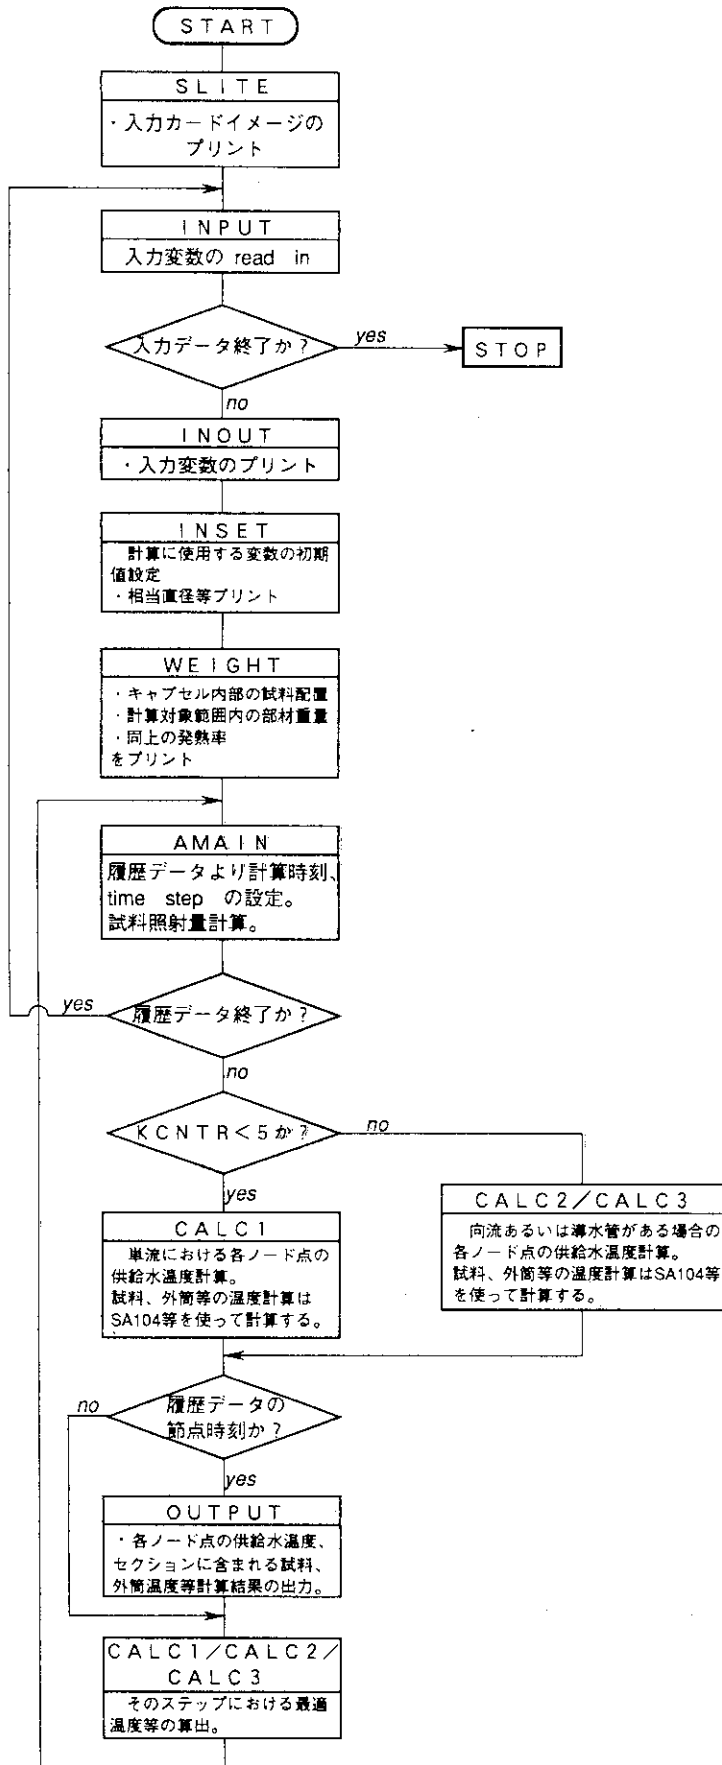 START
SLITE
・入力カードイメージの
プリント
INPUT
入力変数の read in
入力データ終了か?
yes
STOP
no
INOUT
・入力変数のプリント
INSET
計算に使用する変数の初期
値設定
・相当直径等プリント
WEIGHT
・キャプセル内部の試料配置
・計算対象範囲内の部材重量
・同上の発熱率
をプリント
AMAIN
履歴データより計算時刻、
time step の設定。
試料照射量計算。
yes
履歴データ終了か?
no
KCNTR<5か?
no
yes
CALC1
単流における各ノード点の
供給水温度計算。
試料、外筒等の温度計算は
SA104等を使って計算する。
CALC2/CALC3
向流あるいは導水管がある場合の
各ノード点の供給水温度計算。
試料、外筒等の温度計算はSA104等
を使って計算する。
no
履歴データの
節点時刻か?
yes
OUTPUT
・各ノード点の供給水温度、
セクションに含まれる試料、
外筒温度等計算結果の出力。
CALC1/CALC2/
CALC3
そのステップにおける最適
温度等の算出。